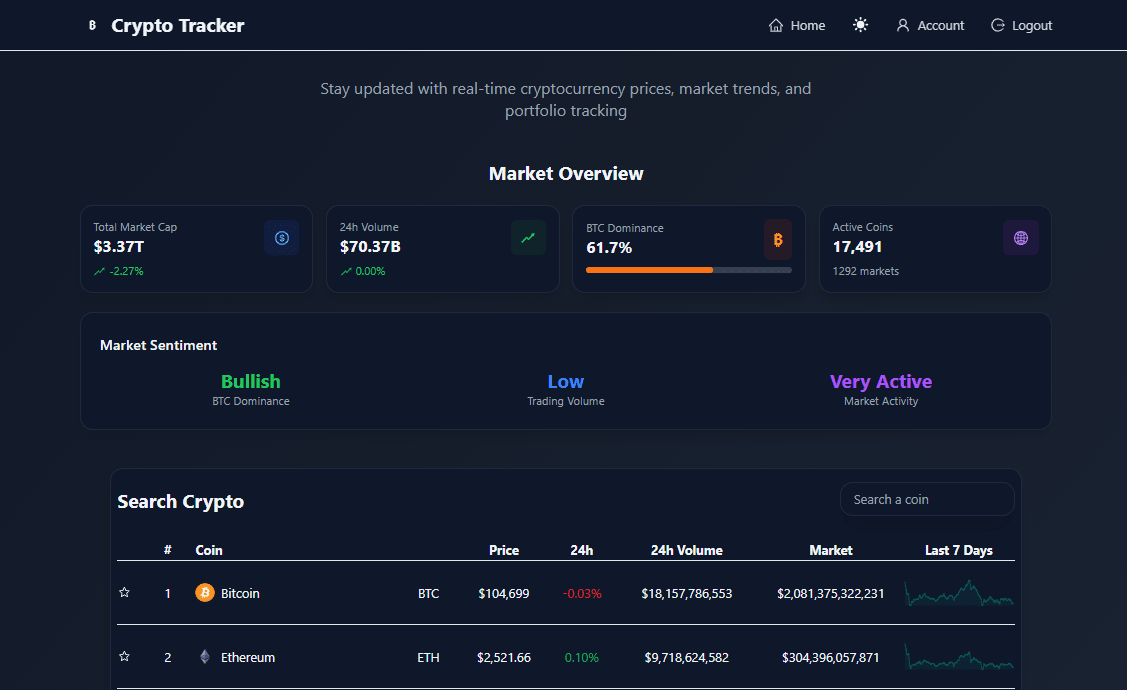 Crypto Tracker
Home
Account
Logout
Stay updated with real-time cryptocurrency prices, market trends, and
portfolio tracking
Market Overview
Total Market Cap
$3.37T
-2.27%
24h Volume
$70.37B
0.00%
BTC Dominance
61.7%
Active Coins
17,491
1292 markets
Market Sentiment
Bullish
BTC Dominance
Low
Trading Volume
Very Active
Market Activity
Search Crypto
Search a coin
# Coin Price 24h 24h Volume Market Last 7 Days
1 Bitcoin BTC $104,699 -0.03% $18,157,786,553 $2,081,375,322,231
2 Ethereum ETH $2,521.66 0.10% $9,718,624,582 $304,396,057,871